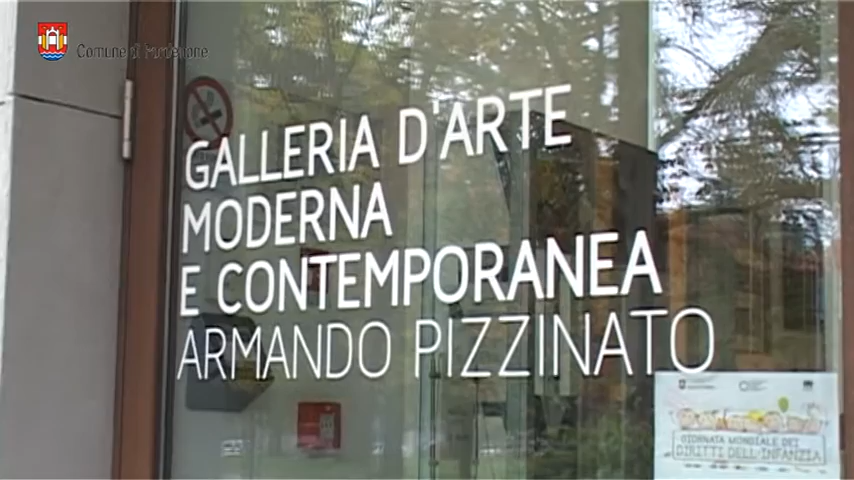 Comune di Pordenone
GALLERIA D'ARTE
MODERNA
E CONTEMPORANEA
ARMANDO PIZZINATO
GIORNATA MONDIALE DEI
DIRITTI DELL'INFANZIA